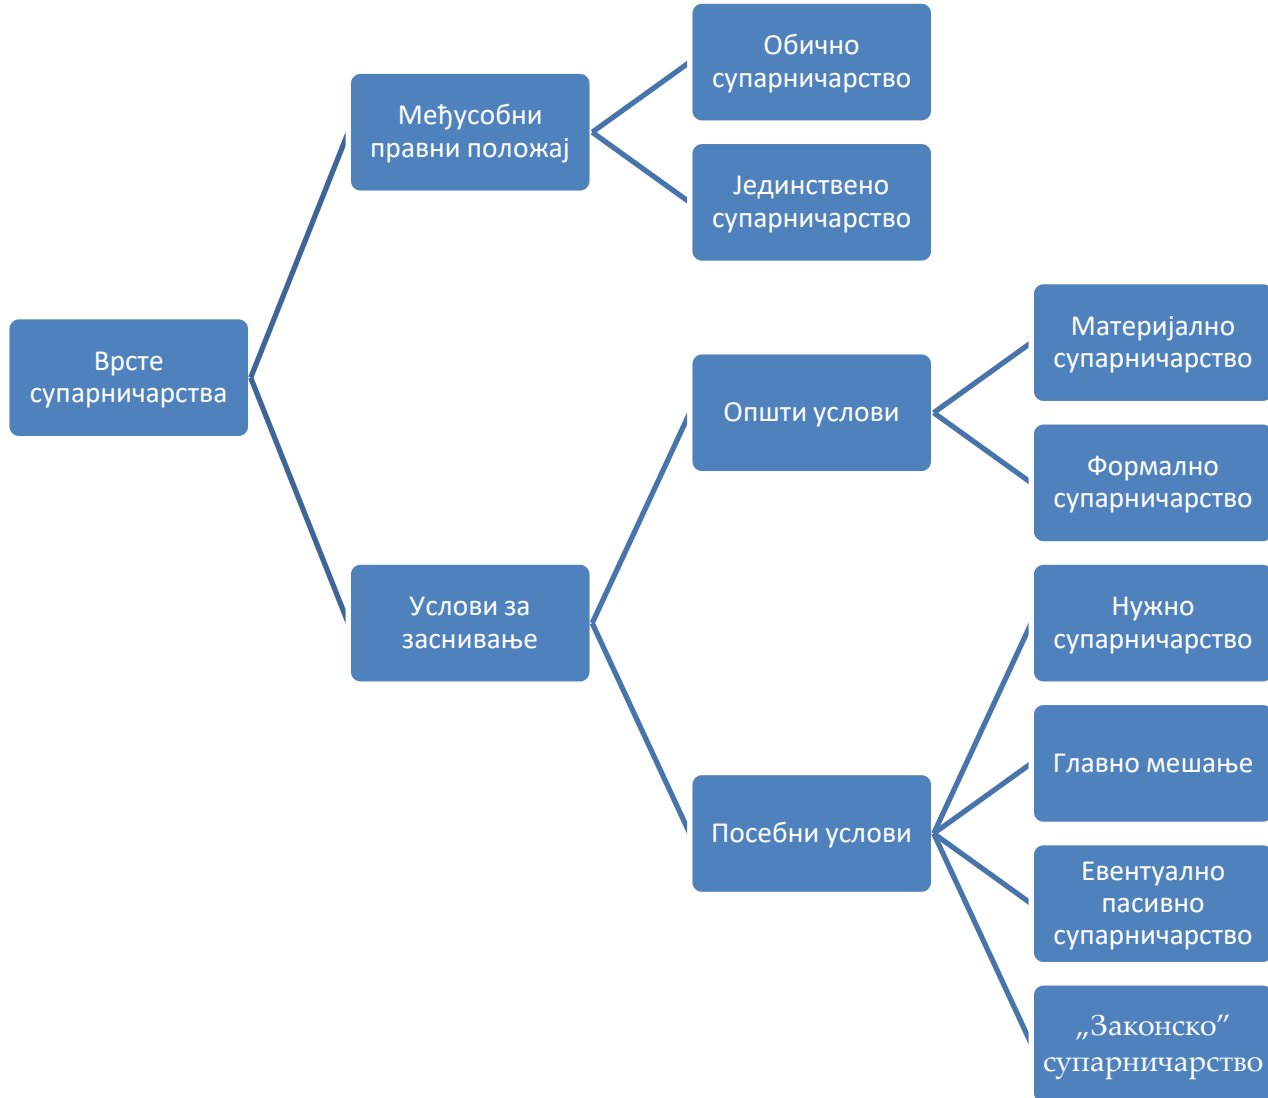 Врсте
супарничарства
Међусобни
правни положај
Обично
супарничарство
Јединствено
супарничарство
Услови за
заснивање
Општи услови
Материјално
супарничарство
Формално
супарничарство
Посебни услови
Нужно
супарничарство
Главно мешање
Евентуално
пасивно
супарничарство
„Законско”
супарничарство